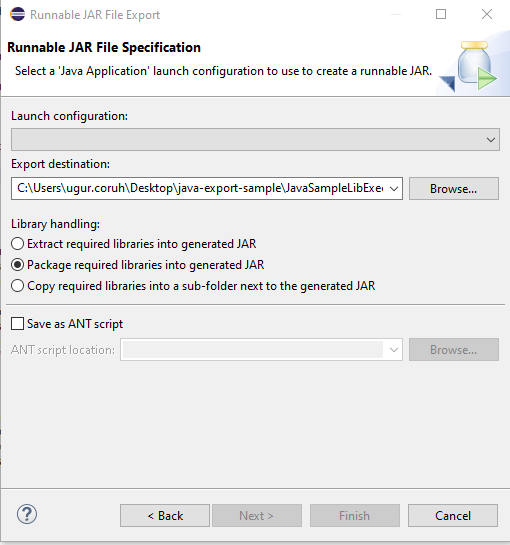 Runnable JAR File Export
Runnable JAR File Specification
Select a 'Java Application' launch configuration to use to create a runnable JAR.
Launch configuration:
Export destination:
C:\Users\ugur.coruh\Desktop\java-export-sample\JavaSampleLibExe
Browse...
Library handling:
Extract required libraries into generated JAR
Package required libraries into generated JAR
Copy required libraries into a sub-folder next to the generated JAR
Save as ANT script
ANT script location:
Browse...
?
< Back
Next >
Finish
Cancel